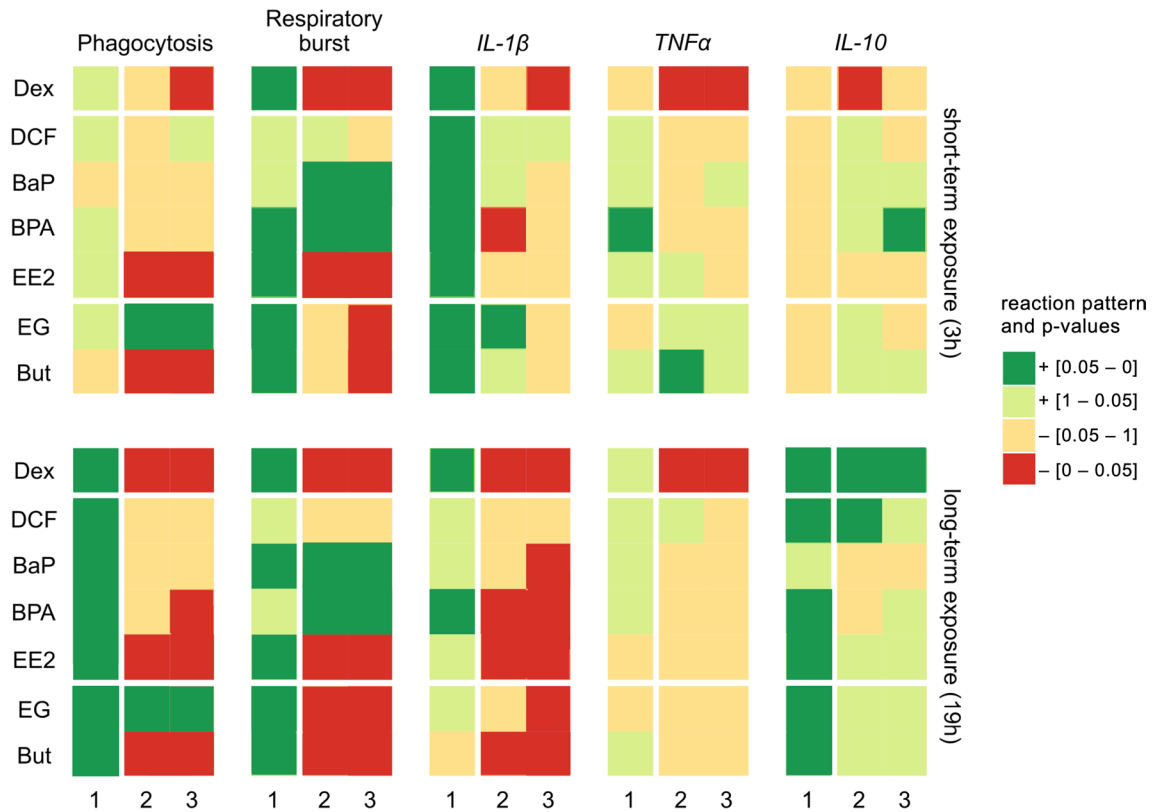 Phagocytosis
Respiratory
burst
IL-1β
TNFα
IL-10
Dex
DCF
BaP
BPA
EE2
EG
But
short-term exposure (3h)
Dex
DCF
BaP
BPA
EE2
EG
But
long-term exposure (19h)
1 2 3 1 2 3 1 2 3 1 2 3 1 2 3
reaction pattern
and p-values
+ [0.05 – 0]
+ [1 – 0.05]
– [0.05 – 1]
– [0 – 0.05]